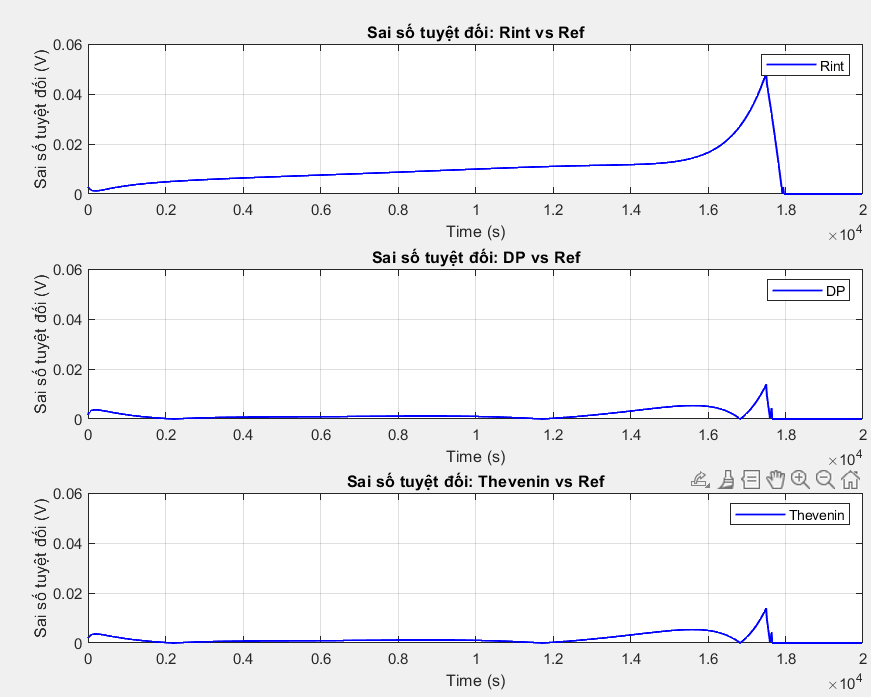 Sai số tuyệt đối: Rint vs Ref
Sai số tuyệt đối (V)
0.06
0.04
0.02
0
Rint
0 0.2 0.4 0.6 0.8 1 1.2 1.4 1.6 1.8 2
Time (s)
×10^4
Sai số tuyệt đối: DP vs Ref
Sai số tuyệt đối (V)
0.06
0.04
0.02
0
DP
0 0.2 0.4 0.6 0.8 1 1.2 1.4 1.6 1.8 2
Time (s)
×10^4
Sai số tuyệt đối: Thevenin vs Ref
Sai số tuyệt đối (V)
0.06
0.04
0.02
0
Thevenin
0 0.2 0.4 0.6 0.8 1 1.2 1.4 1.6 1.8 2
Time (s)
×10^4